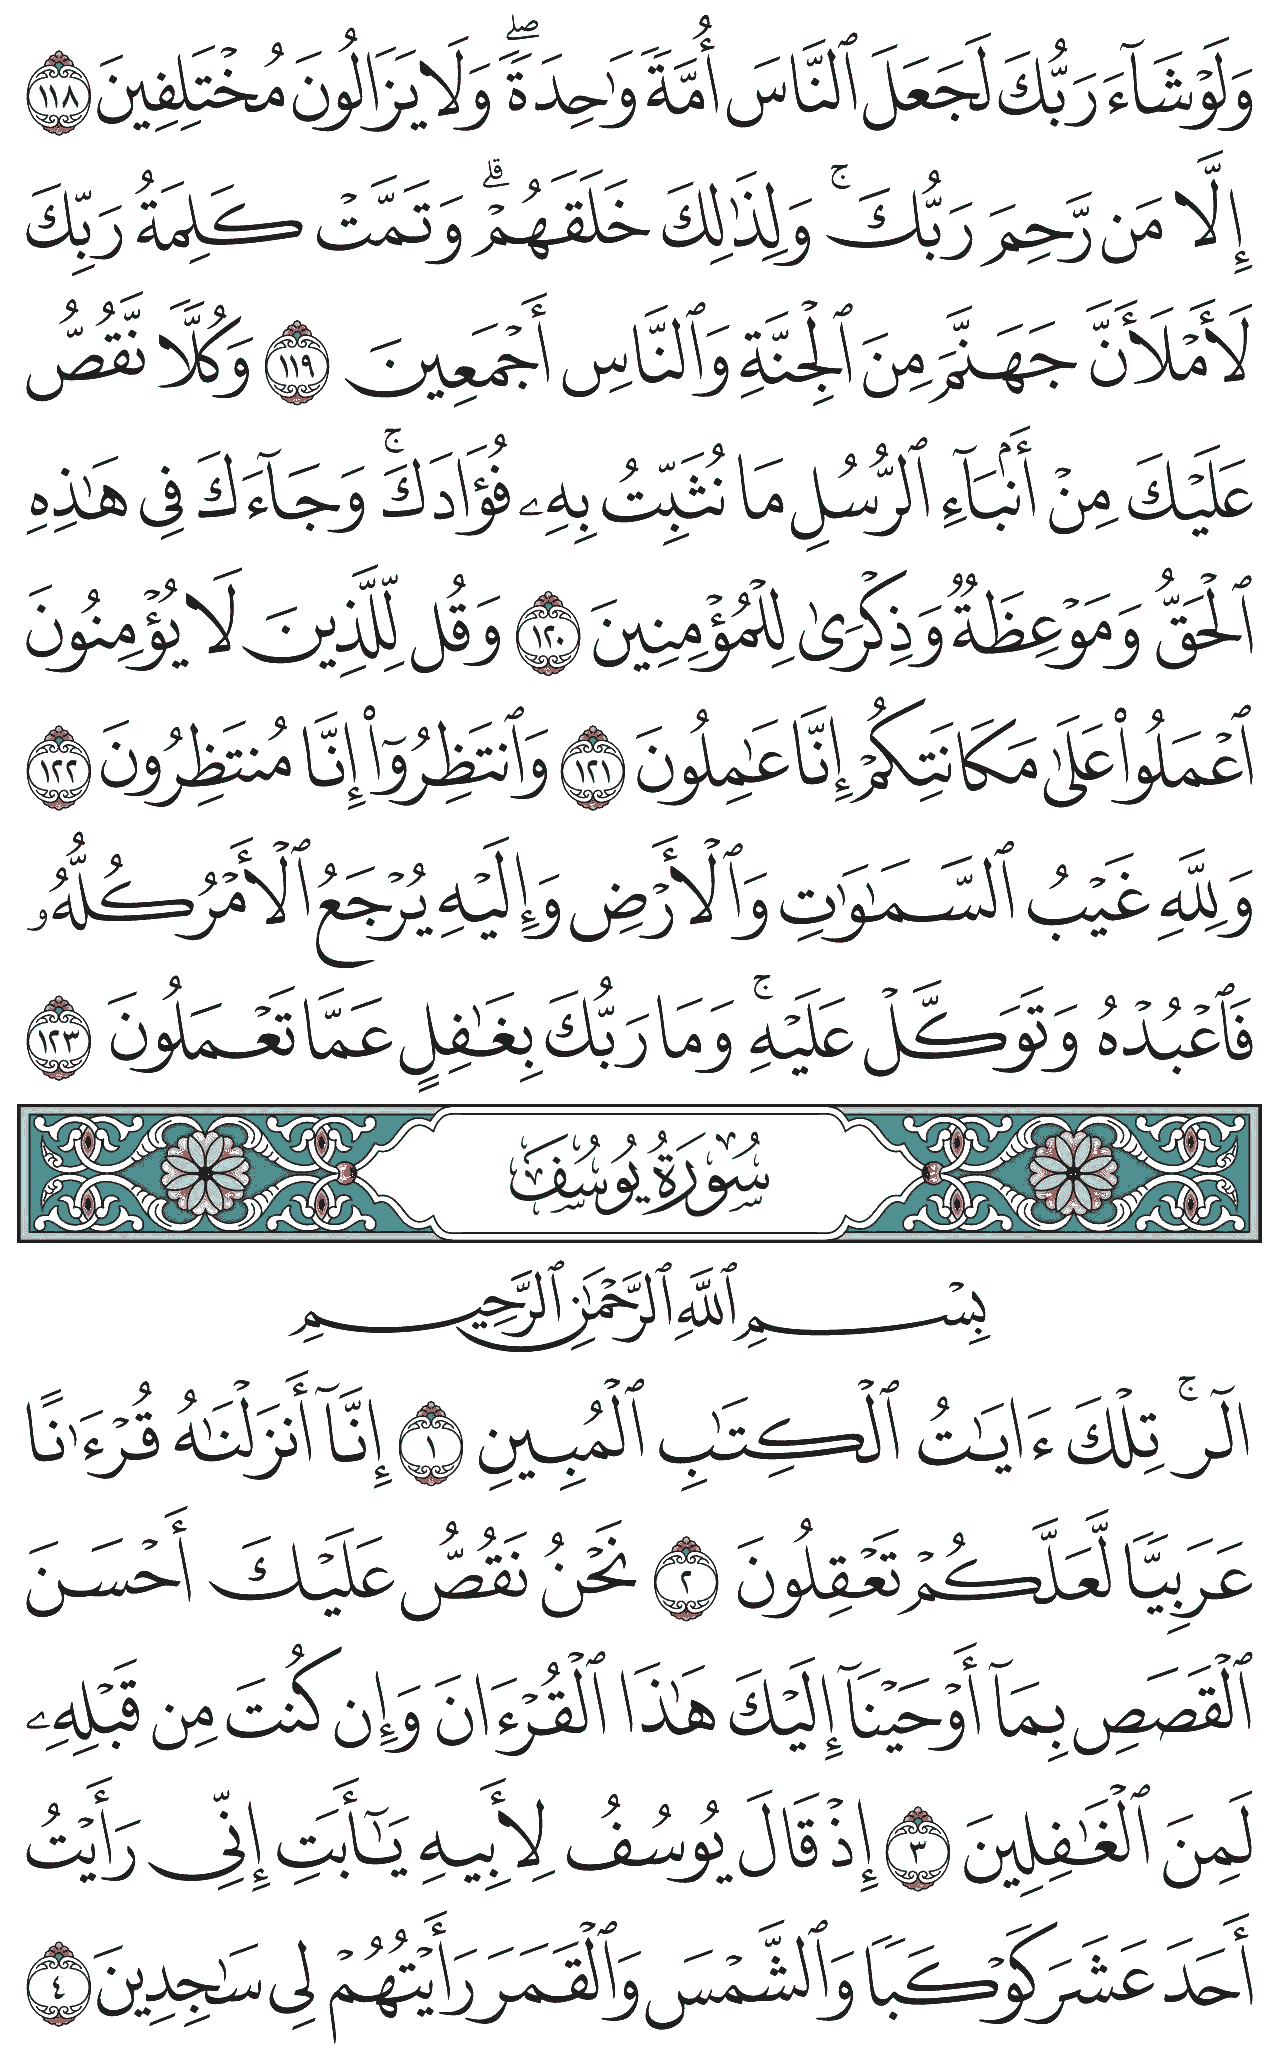 وَلَوۡ شَآءَ رَبُّكَ لَجَعَلَ ٱلنَّاسَ أُمَّةٗ وَٰحِدَةٗۖ وَلَا يَزَالُونَ مُخۡتَلِفِينَ ١١٨
إِلَّا مَن رَّحِمَ رَبُّكَۚ وَلِذَٰلِكَ خَلَقَهُمۡۗ وَتَمَّتۡ كَلِمَةُ رَبِّكَ
لَأَمۡلَأَنَّ جَهَنَّمَ مِنَ ٱلۡجِنَّةِ وَٱلنَّاسِ أَجۡمَعِينَ ١١٩ وَكُلّٗا نَّقُصُّ
عَلَيۡكَ مِنۡ أَنۢبَآءِ ٱلرُّسُلِ مَا نُثَبِّتُ بِهِۦ فُؤَادَكَۚ وَجَآءَكَ فِي هَٰذِهِ
ٱلۡحَقُّ وَمَوۡعِظَةٞ وَذِكۡرَىٰ لِلۡمُؤۡمِنِينَ ١٢٠ وَقُل لِّلَّذِينَ لَا يُؤۡمِنُونَ
ٱعۡمَلُواْ عَلَىٰ مَكَانَتِكُمۡ إِنَّا عَٰمِلُونَ ١٢١ وَٱنتَظِرُوٓاْ إِنَّا مُنتَظِرُونَ ١٢٢
وَلِلَّهِ غَيۡبُ ٱلسَّمَٰوَٰتِ وَٱلۡأَرۡضِ وَإِلَيۡهِ يُرۡجَعُ ٱلۡأَمۡرُ كُلُّهُۥ
فَٱعۡبُدۡهُ وَتَوَكَّلۡ عَلَيۡهِۚ وَمَا رَبُّكَ بِغَٰفِلٍ عَمَّا تَعۡمَلُونَ ١٢٣
سُورَةُ يُوسُفَ
بِسۡمِ ٱللَّهِ ٱلرَّحۡمَٰنِ ٱلرَّحِيمِ
الٓرۚ تِلۡكَ ءَايَٰتُ ٱلۡكِتَٰبِ ٱلۡمُبِينِ ١ إِنَّآ أَنزَلۡنَٰهُ قُرۡءَٰنًا
عَرَبِيّٗا لَّعَلَّكُمۡ تَعۡقِلُونَ ٢ نَحۡنُ نَقُصُّ عَلَيۡكَ أَحۡسَنَ
ٱلۡقَصَصِ بِمَآ أَوۡحَيۡنَآ إِلَيۡكَ هَٰذَا ٱلۡقُرۡءَانَ وَإِن كُنتَ مِن قَبۡلِهِۦ
لَمِنَ ٱلۡغَٰفِلِينَ ٣ إِذۡ قَالَ يُوسُفُ لِأَبِيهِ يَٰٓأَبَتِ إِنِّي رَأَيۡتُ
أَحَدَ عَشَرَ كَوۡكَبٗا وَٱلشَّمۡسَ وَٱلۡقَمَرَ رَأَيۡتُهُمۡ لِي سَٰجِدِينَ ٤